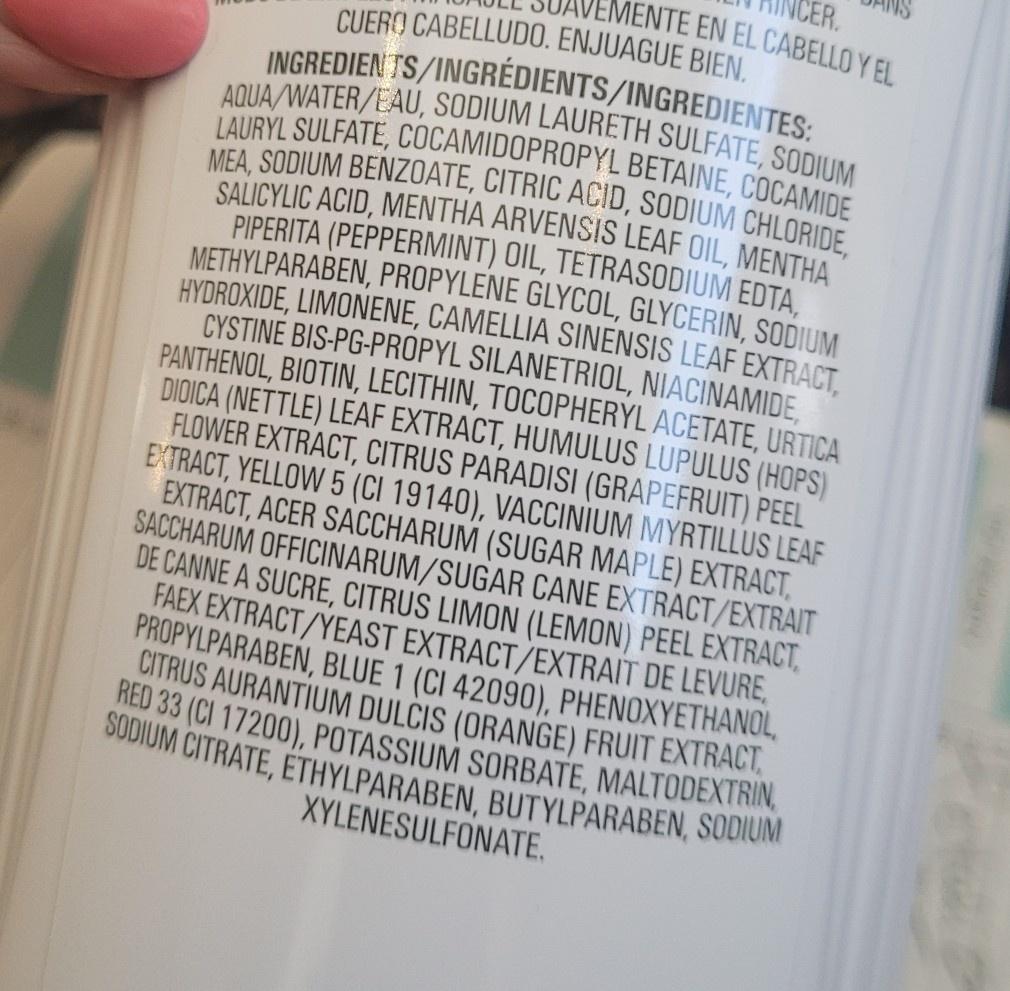 RINCER. DANS
SUAVEMENTE EN EL CABELLO Y EL
CUERO CABELLUDO. ENJUAGUE BIEN.
INGREDIENTS/INGRÉDIENTS/INGREDIENTES:
AQUA/WATER/EAU, SODIUM LAURETH SULFATE, SODIUM
LAURYL SULFATE, COCAMIDOPROPYL BETAINE, COCAMIDE
MEA, SODIUM BENZOATE, CITRIC ACID, SODIUM CHLORIDE,
SALICYLIC ACID, MENTHA ARVENSIS LEAF OIL, MENTHA
PIPERITA (PEPPERMINT) OIL, TETRASODIUM EDTA,
METHYLPARABEN, PROPYLENE GLYCOL, GLYCERIN, SODIUM
HYDROXIDE, LIMONENE, CAMELLIA SINENSIS LEAF EXTRACT,
CYSTINE BIS-PG-PROPYL SILANETRIOL, NIACINAMIDE,
PANTHENOL, BIOTIN, LECITHIN, TOCOPHERYL ACETATE, URTICA
DIOICA (NETTLE) LEAF EXTRACT, HUMULUS LUPULUS (HOPS)
FLOWER EXTRACT, CITRUS PARADISI (GRAPEFRUIT) PEEL
EXTRACT, YELLOW 5 (CI 19140), VACCINIUM MYRTILLUS LEAF
EXTRACT, ACER SACCHARUM (SUGAR MAPLE) EXTRACT,
SACCHARUM OFFICINARUM/SUGAR CANE EXTRACT/EXTRAIT
DE CANNE A SUCRE, CITRUS LIMON (LEMON) PEEL EXTRACT,
FAEX EXTRACT/YEAST EXTRACT/EXTRAIT DE LEVURE,
PROPYLPARABEN, BLUE 1 (CI 42090), PHENOXYETHANOL,
CITRUS AURANTIUM DULCIS (ORANGE) FRUIT EXTRACT,
RED 33 (CI 17200), POTASSIUM SORBATE, MALTODEXTRIN,
SODIUM CITRATE, ETHYLPARABEN, BUTYLPARABEN, SODIUM
XYLENESULFONATE.